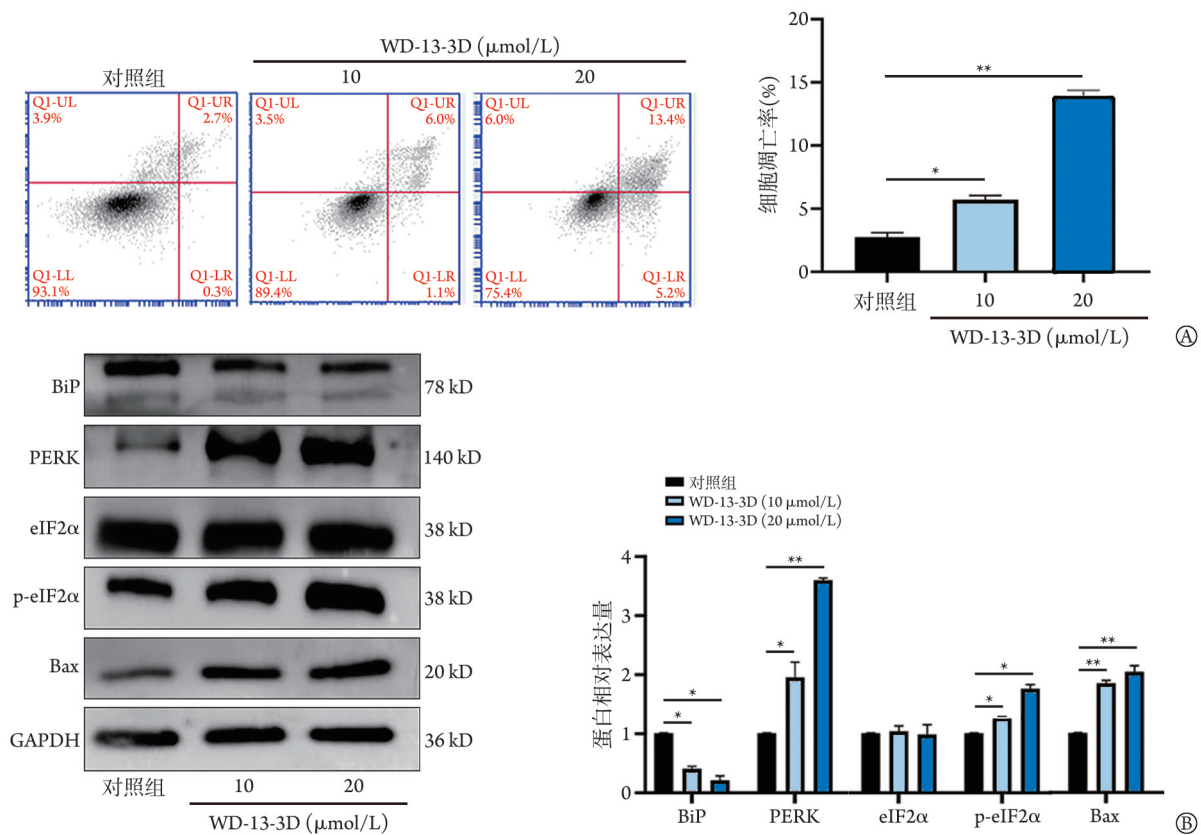 WD-13-3D (μmol/L)
对照组
10
20
Q1-UL
3.9%
Q1-UR
2.7%
Q1-LL
93.1%
Q1-LR
0.3%
Q1-UL
3.5%
Q1-UR
6.0%
Q1-LL
89.4%
Q1-LR
1.1%
Q1-UL
6.0%
Q1-UR
13.4%
Q1-LL
75.4%
Q1-LR
5.2%
细胞凋亡率(%)
20
15
10
5
0
**
*
对照组
10
20
WD-13-3D (μmol/L)
A
BiP
78 kD
PERK
140 kD
eIF2α
38 kD
p-eIF2α
38 kD
Bax
20 kD
GAPDH
36 kD
对照组
10
20
WD-13-3D (μmol/L)
对照组
WD-13-3D (10 μmol/L)
WD-13-3D (20 μmol/L)
蛋白相对表达量
4
3
2
1
0
*
*
**
*
*
*
**
**
BiP
PERK
eIF2α
p-eIF2α
Bax
B